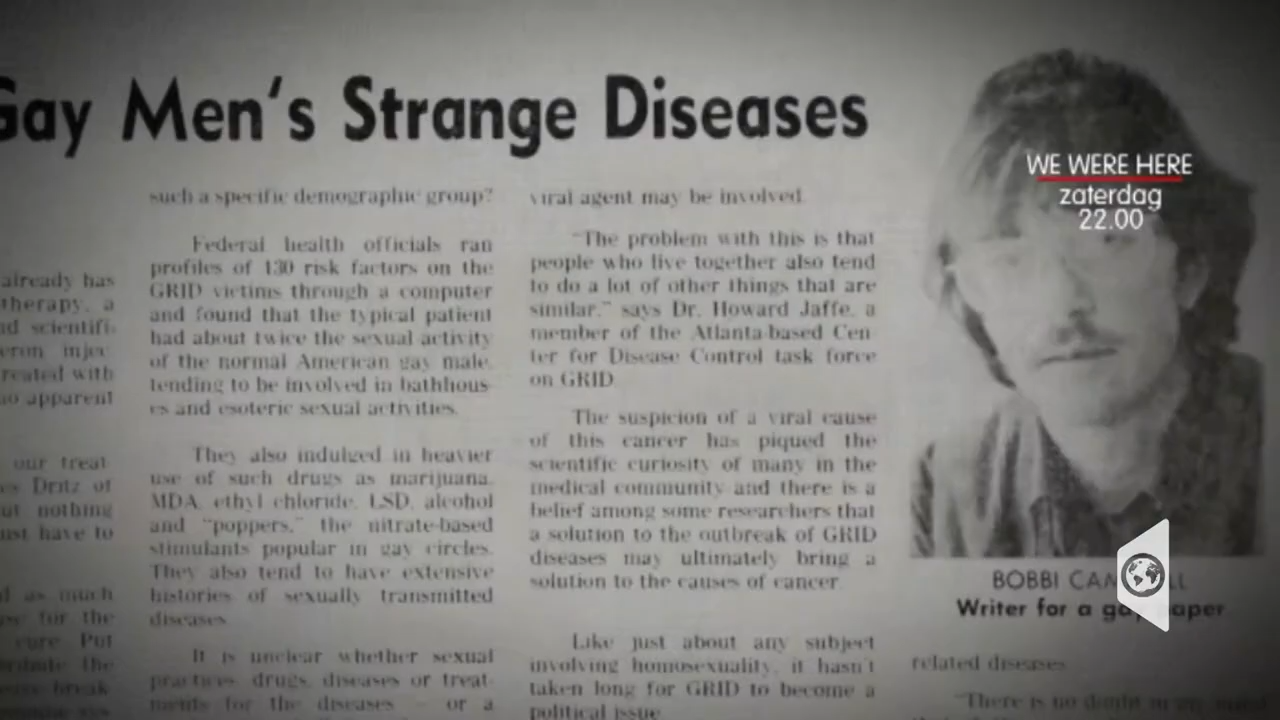 Gay Men's Strange Diseases
WE WERE HERE
zaterdag
22.00
already has
therapy, a
scientifi-
injec-
with
apparent
our treat-
Dritz of
nothing
have to
as much
for the
cure Put
the
such a specific demographic group?
Federal health officials ran
profiles of 130 risk factors on the
GRID victims through a computer
and found that the typical patient
had about twice the sexual activity
of the normal American gay male,
tending to be involved in bathhous-
es and esoteric sexual activities.
They also indulged in heavier
use of such drugs as marijuana,
MDA, ethyl chloride, LSD, alcohol
and "poppers," the nitrate-based
stimulants popular in gay circles.
They also tend to have extensive
histories of sexually transmitted
diseases
It is unclear whether sexual
practices, drugs, diseases or treat-
ments for the diseases — or a
viral agent may be involved.
"The problem with this is that
people who live together also tend
to do a lot of other things that are
similar," says Dr. Howard Jaffe, a
member of the Atlanta-based Cen-
ter for Disease Control task force
on GRID
The suspicion of a viral cause
of this cancer has piqued the
scientific curiosity of many in the
medical community and there is a
belief among some researchers that
a solution to the outbreak of GRID
diseases may ultimately bring a
solution to the causes of cancer.
Like just about any subject
involving homosexuality, it hasn't
taken long for GRID to become a
political issue.
BOBBI
Writer for a gay
related diseases.
"There is no doubt in my mind